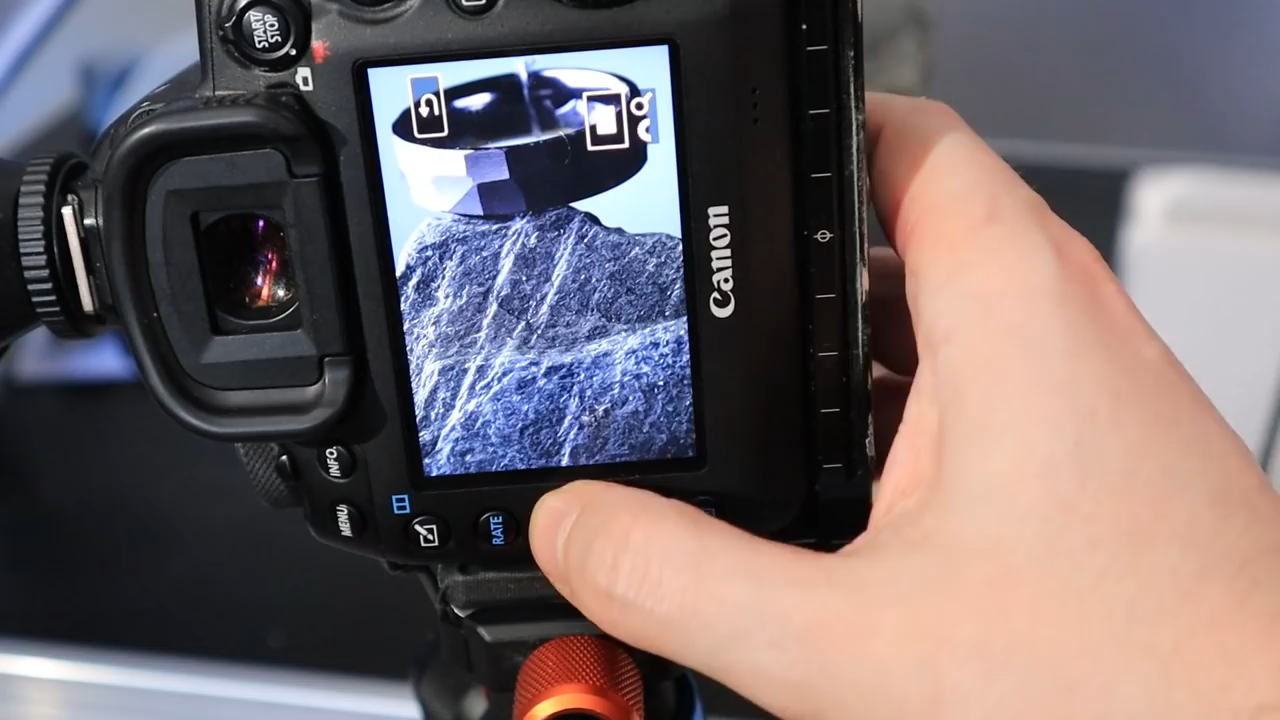 START/
STOP
Canon
INFO.
MENU
RATE